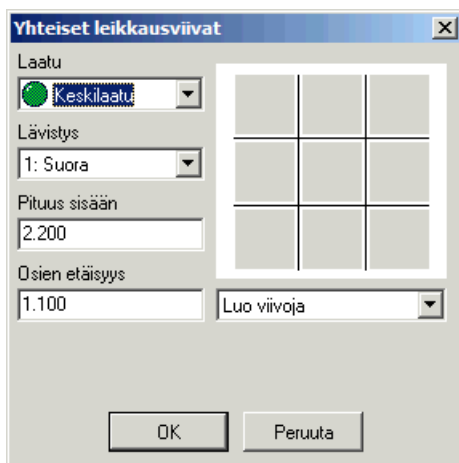 Yhteiset leikkausviivat
Laatu
Keskilaatu
Lävistys
1: Suora
Pituus sisään
2.200
Osien etäisyys
1.100
Luo viivoja
OK
Peruuta